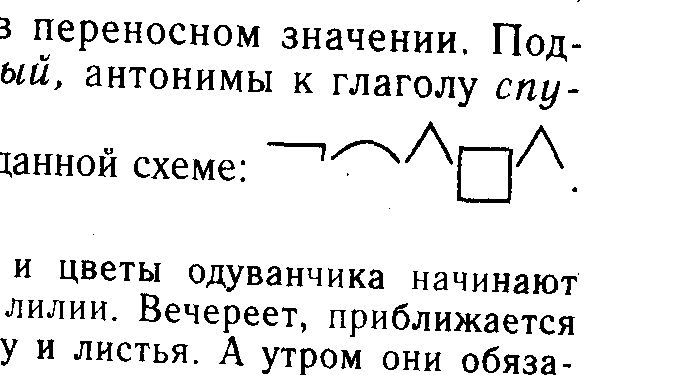 в переносном значении. Под-
ый, антонимы к глаголу спу-
данной схеме:
и цветы одуванчика начинают
лилии. Вечереет, приближается
у и листья. А утром они обяза-